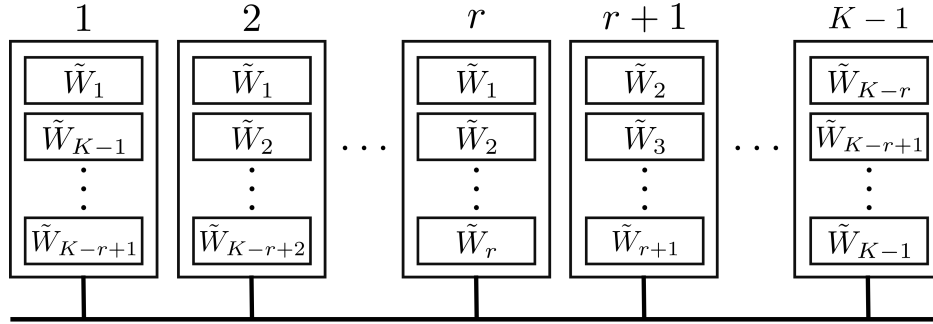 1 2 r r + 1 K − 1
W̃_1 W̃_1 W̃_1 W̃_2 W̃_{K−r}
W̃_{K−1} W̃_2 · · · W̃_2 W̃_3 · · · W̃_{K−r+1}
W̃_{K−r+1} W̃_{K−r+2} W̃_r W̃_{r+1} W̃_{K−1}